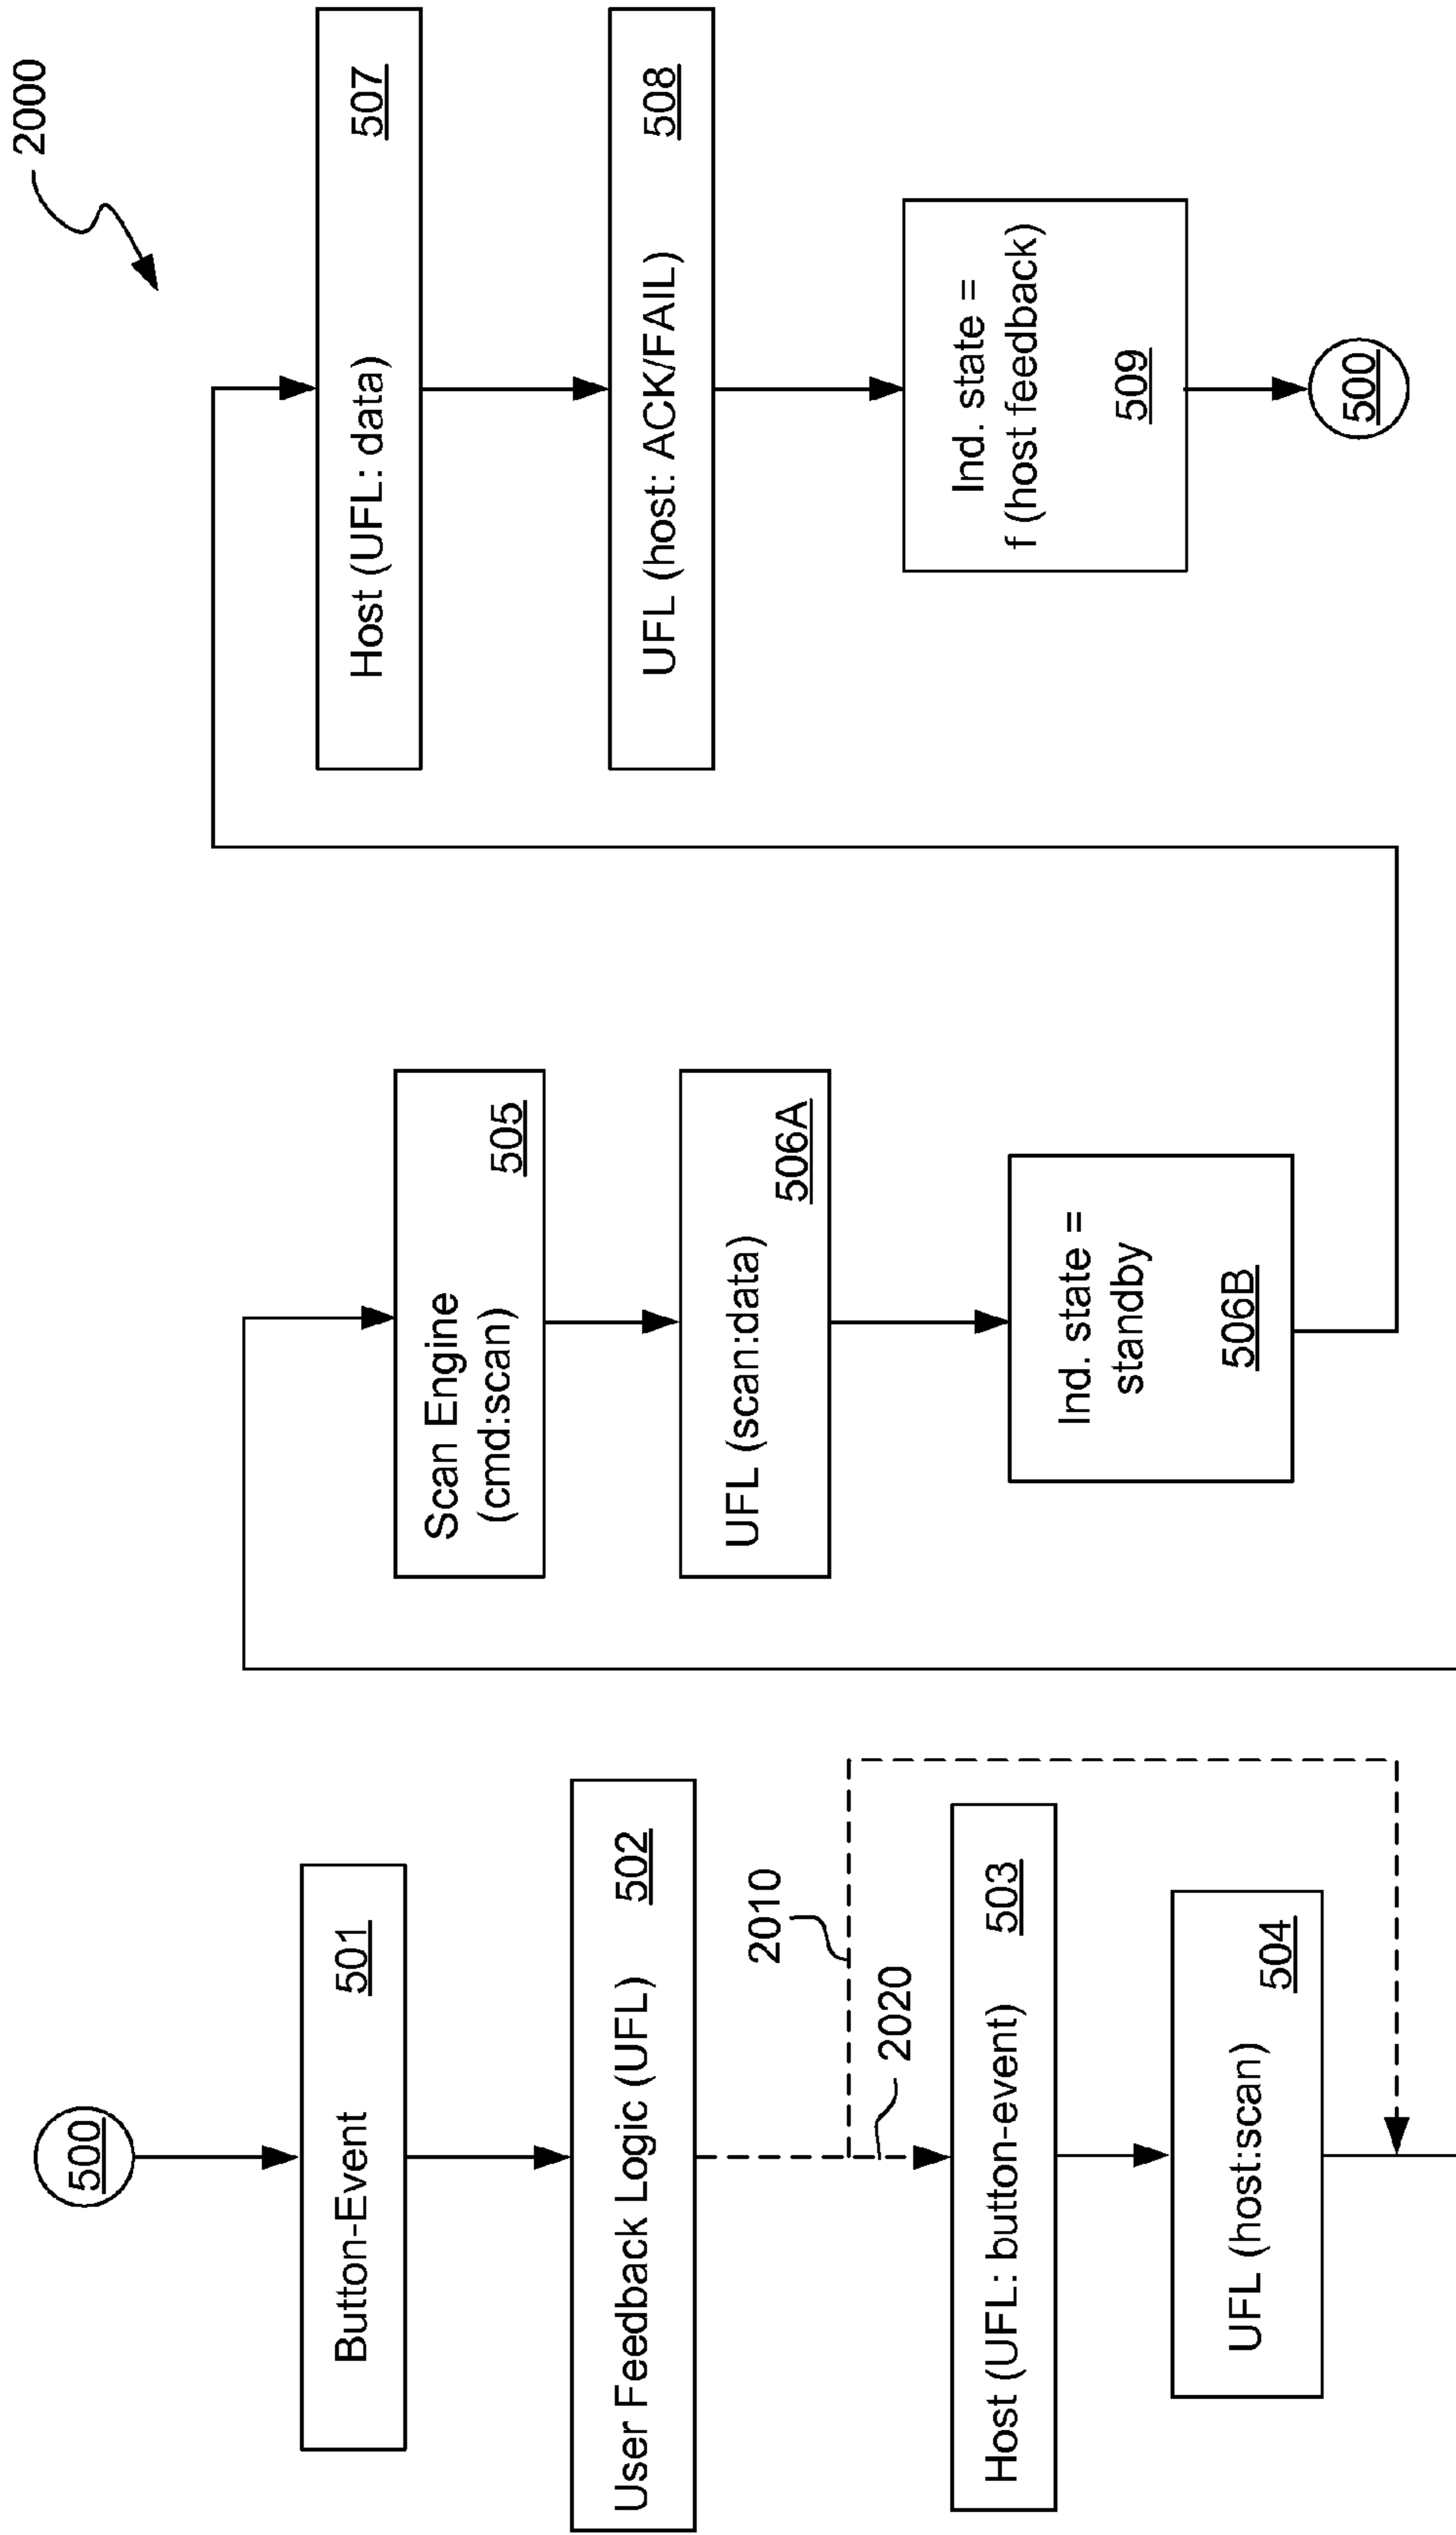 2000
500
Button-Event 501
User Feedback Logic (UFL) 502
2010
2020
Host (UFL: button-event) 503
UFL (host:scan) 504
Scan Engine
(cmd:scan)
505
UFL (scan:data)
506A
Ind. state =
standby
506B
Host (UFL: data) 507
UFL (host: ACK/FAIL) 508
Ind. state =
f (host feedback)
509
500